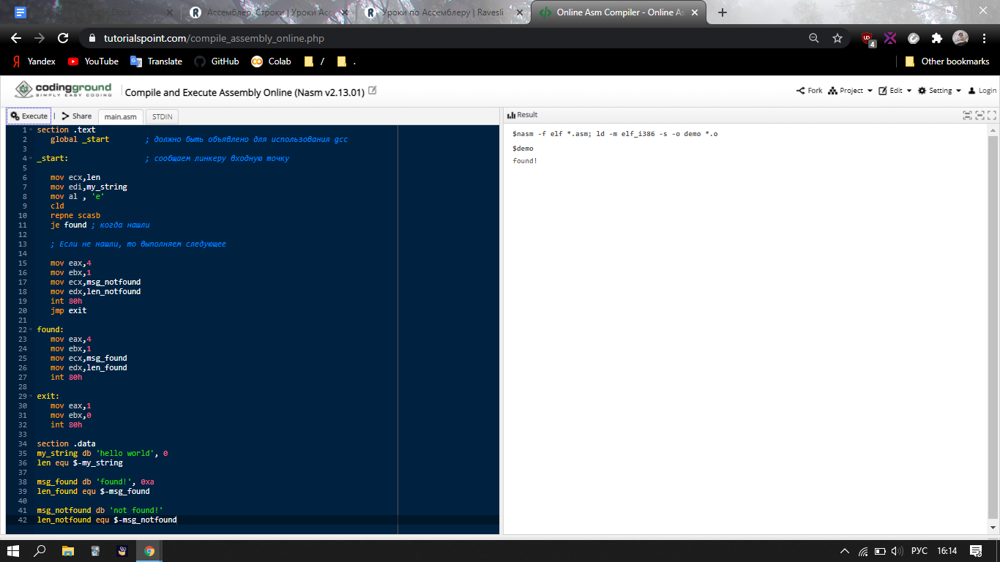 Docs
Ассемблер. Строки | Уроки Асс
Уроки по Ассемблеру | Ravesli
Online Asm Compiler - Online As
tutorialspoint.com/compile_assembly_online.php
UD 4
Yandex YouTube Translate GitHub Colab / . Other bookmarks
codingground
SIMPLY EASY CODING
Compile and Execute Assembly Online (Nasm v2.13.01)
Fork Project Edit Setting Login
Execute | Share main.asm STDIN
Result
1 section .text
2 global _start ; должно быть объявлено для использования gcc
3
4 _start: ; сообщаем линкеру входную точку
5
6 mov ecx,len
7 mov edi,my_string
8 mov al , 'e'
9 cld
10 repne scasb
11 je found ; когда нашли
12
13 ; Если не нашли, то выполняем следующее
14
15 mov eax,4
16 mov ebx,1
17 mov ecx,msg_notfound
18 mov edx,len_notfound
19 int 80h
20 jmp exit
21
22 found:
23 mov eax,4
24 mov ebx,1
25 mov ecx,msg_found
26 mov edx,len_found
27 int 80h
28
29 exit:
30 mov eax,1
31 mov ebx,0
32 int 80h
33
34 section .data
35 my_string db 'hello world', 0
36 len equ $-my_string
37
38 msg_found db 'found!', 0xa
39 len_found equ $-msg_found
40
41 msg_notfound db 'not found!'
42 len_notfound equ $-msg_notfound
$nasm -f elf *.asm; ld -m elf_i386 -s -o demo *.o
$demo
found!
РУС 16:14